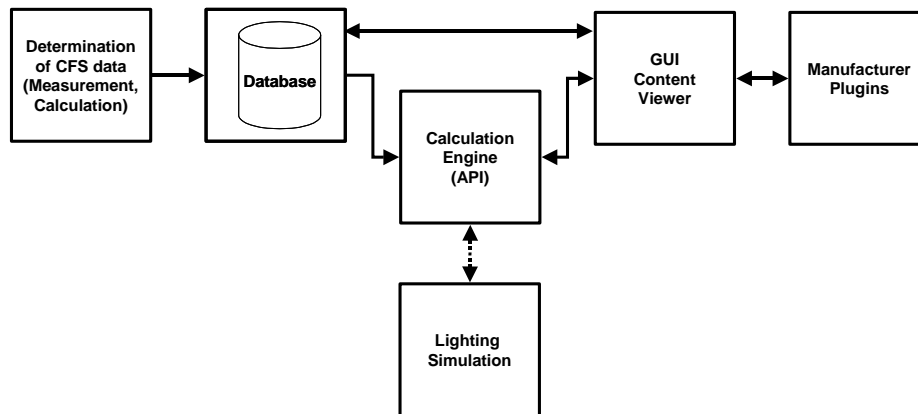 Determination
of CFS data
(Measurement,
Calculation)
Database
GUI
Content
Viewer
Manufacturer
Plugins
Calculation
Engine
(API)
Lighting
Simulation